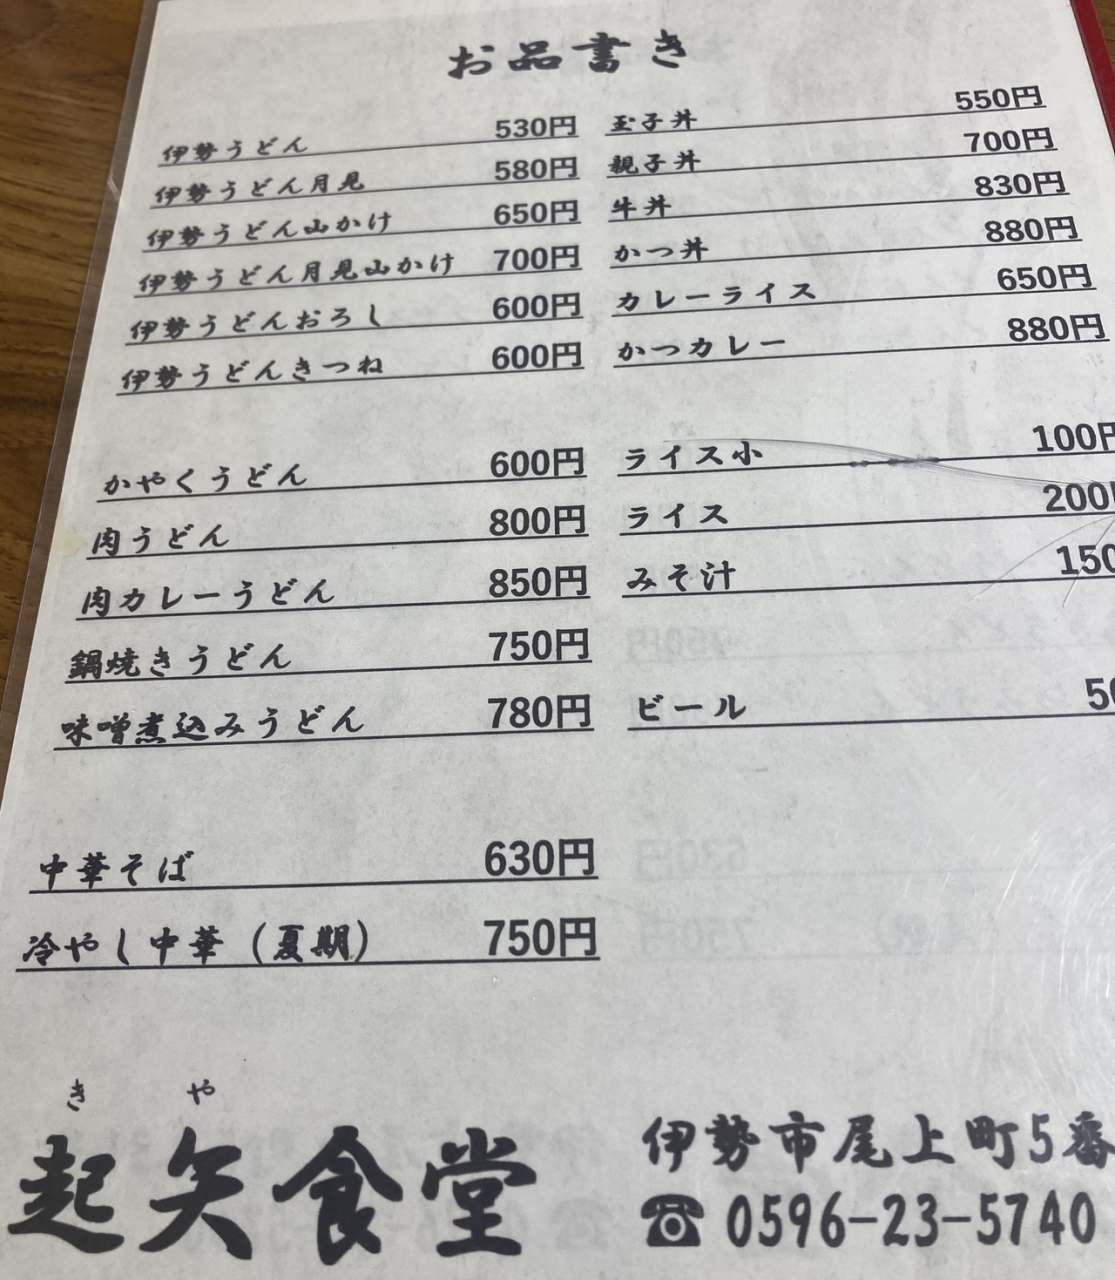 お品書き
伊勢うどん 530円
伊勢うどん月見 580円
伊勢うどん山かけ 650円
伊勢うどん月見山かけ 700円
伊勢うどんおろし 600円
伊勢うどんきつね 600円
かやくうどん 600円
肉うどん 800円
肉カレーうどん 850円
鍋焼きうどん 750円
味噌煮込みうどん 780円
中華そば 630円
冷やし中華（夏期） 750円
玉子丼 550円
親子丼 700円
牛丼 830円
かつ丼 880円
カレーライス 650円
かつカレー 880円
ライス小 100円
ライス 200円
みそ汁 150
ビール
きや
起矢食堂
伊勢市尾上町5番
☎0596-23-5740